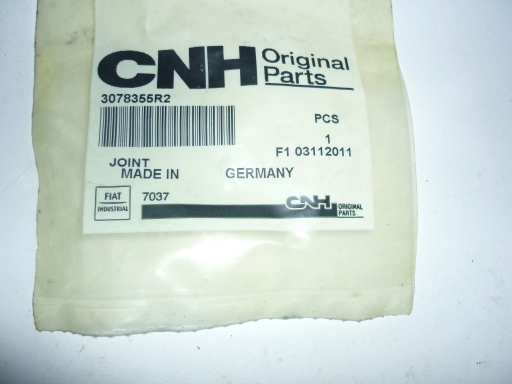 CNH Original Parts
3078355R2
PCS
1
F1 03112011
JOINT
MADE IN GERMANY
FIAT
INDUSTRIAL
7037
CNH ORIGINAL PARTS